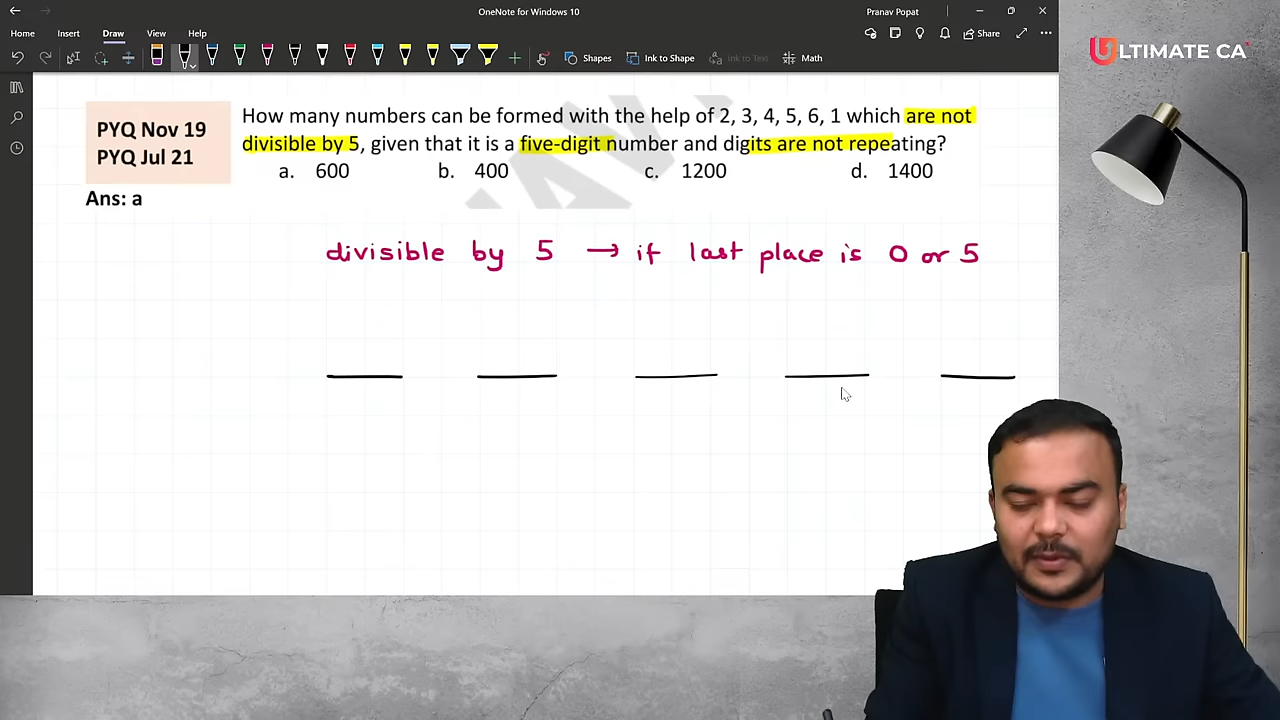 OneNote for Windows 10
Pranav Popat
Home Insert Draw View Help
Share
Shapes Ink to Shape Ink to Text Math
ULTIMATE CA
PYQ Nov 19
PYQ Jul 21
How many numbers can be formed with the help of 2, 3, 4, 5, 6, 1 which are not
divisible by 5, given that it is a five-digit number and digits are not repeating?
a. 600 b. 400 c. 1200 d. 1400
Ans: a
divisible by 5 → if last place is 0 or 5